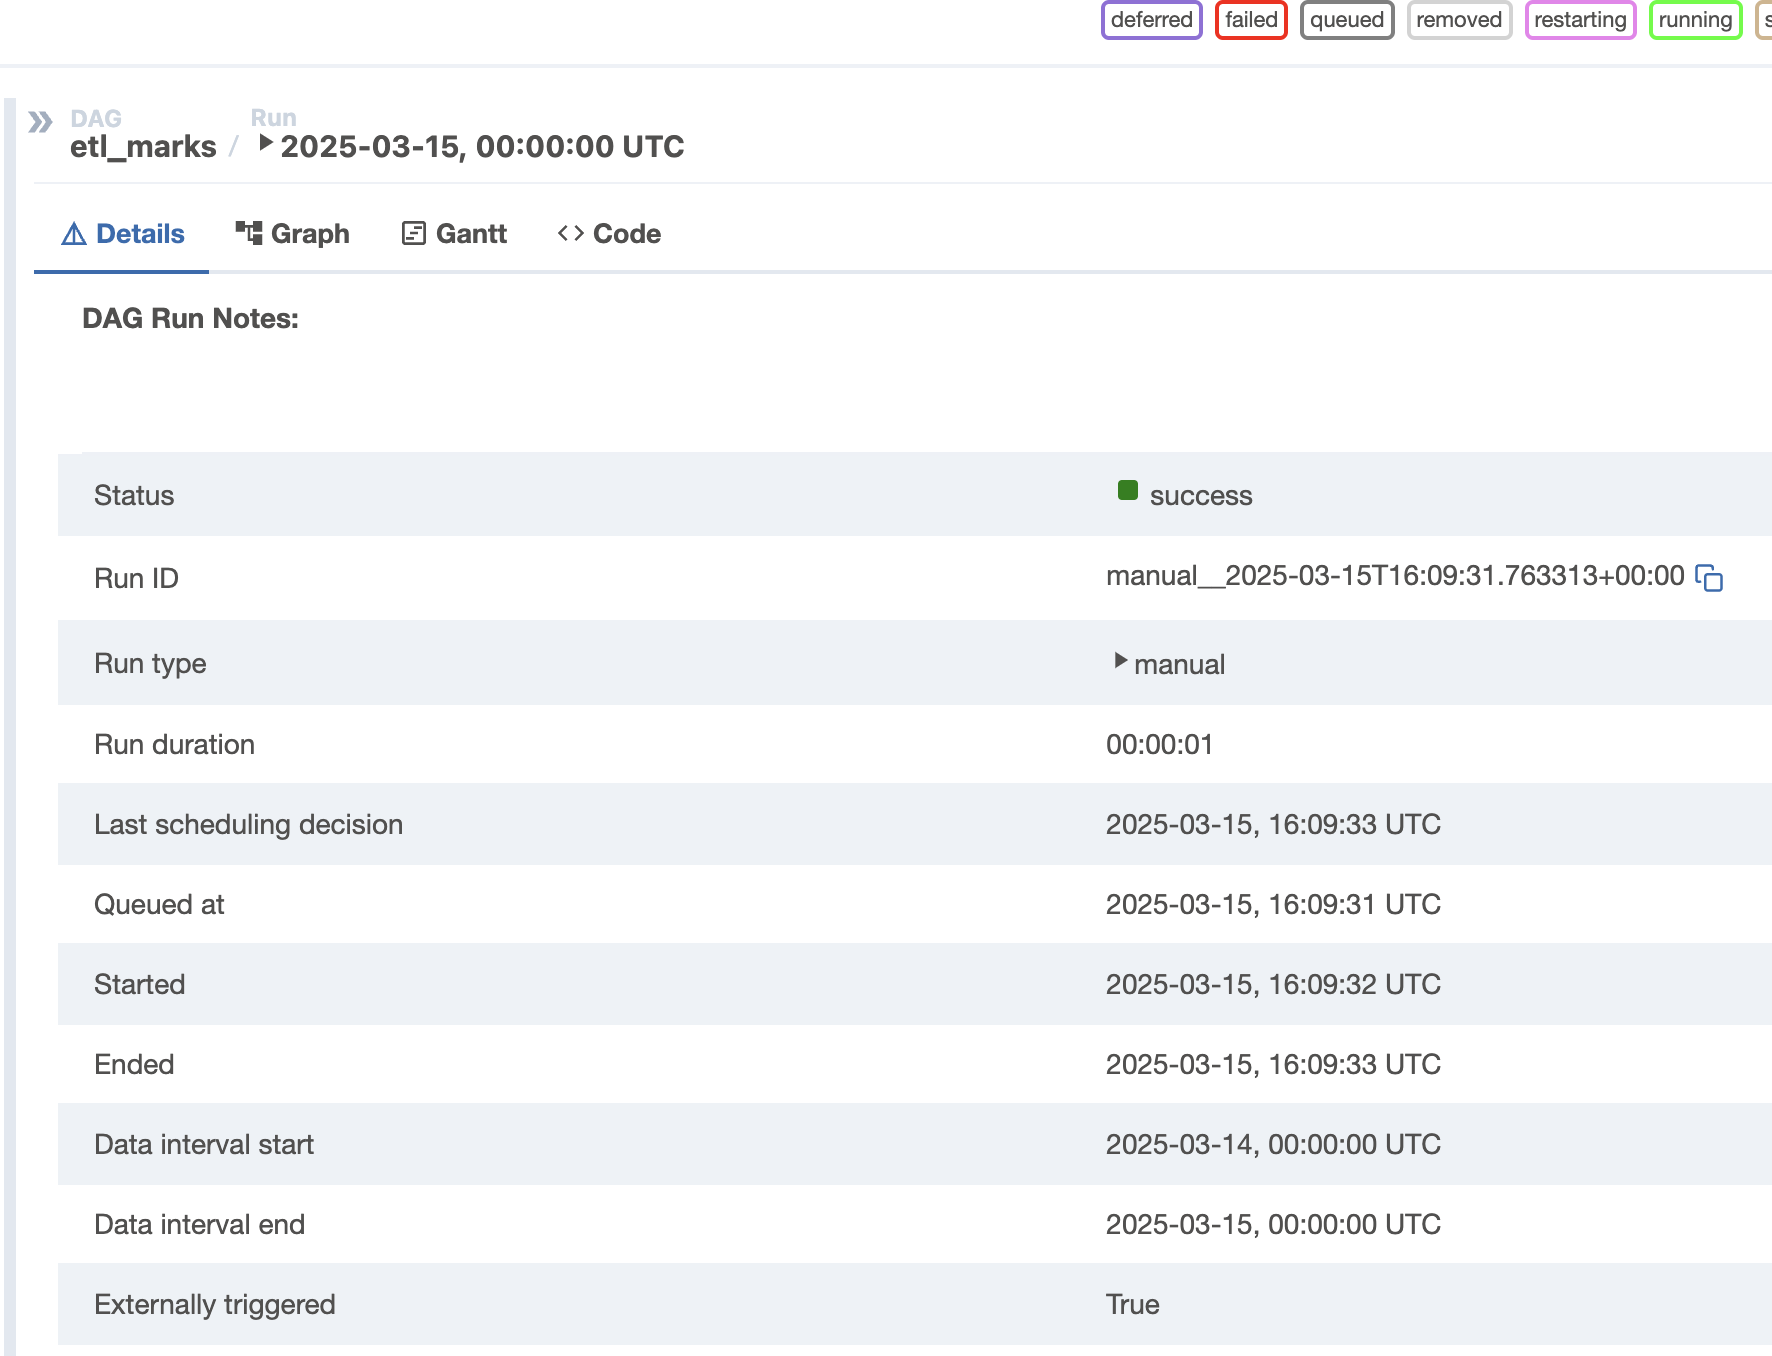 deferred failed queued removed restarting running
DAG Run
etl_marks / 2025-03-15, 00:00:00 UTC
Details Graph Gantt Code
DAG Run Notes:
Status success
Run ID manual__2025-03-15T16:09:31.763313+00:00
Run type manual
Run duration 00:00:01
Last scheduling decision 2025-03-15, 16:09:33 UTC
Queued at 2025-03-15, 16:09:31 UTC
Started 2025-03-15, 16:09:32 UTC
Ended 2025-03-15, 16:09:33 UTC
Data interval start 2025-03-14, 00:00:00 UTC
Data interval end 2025-03-15, 00:00:00 UTC
Externally triggered True